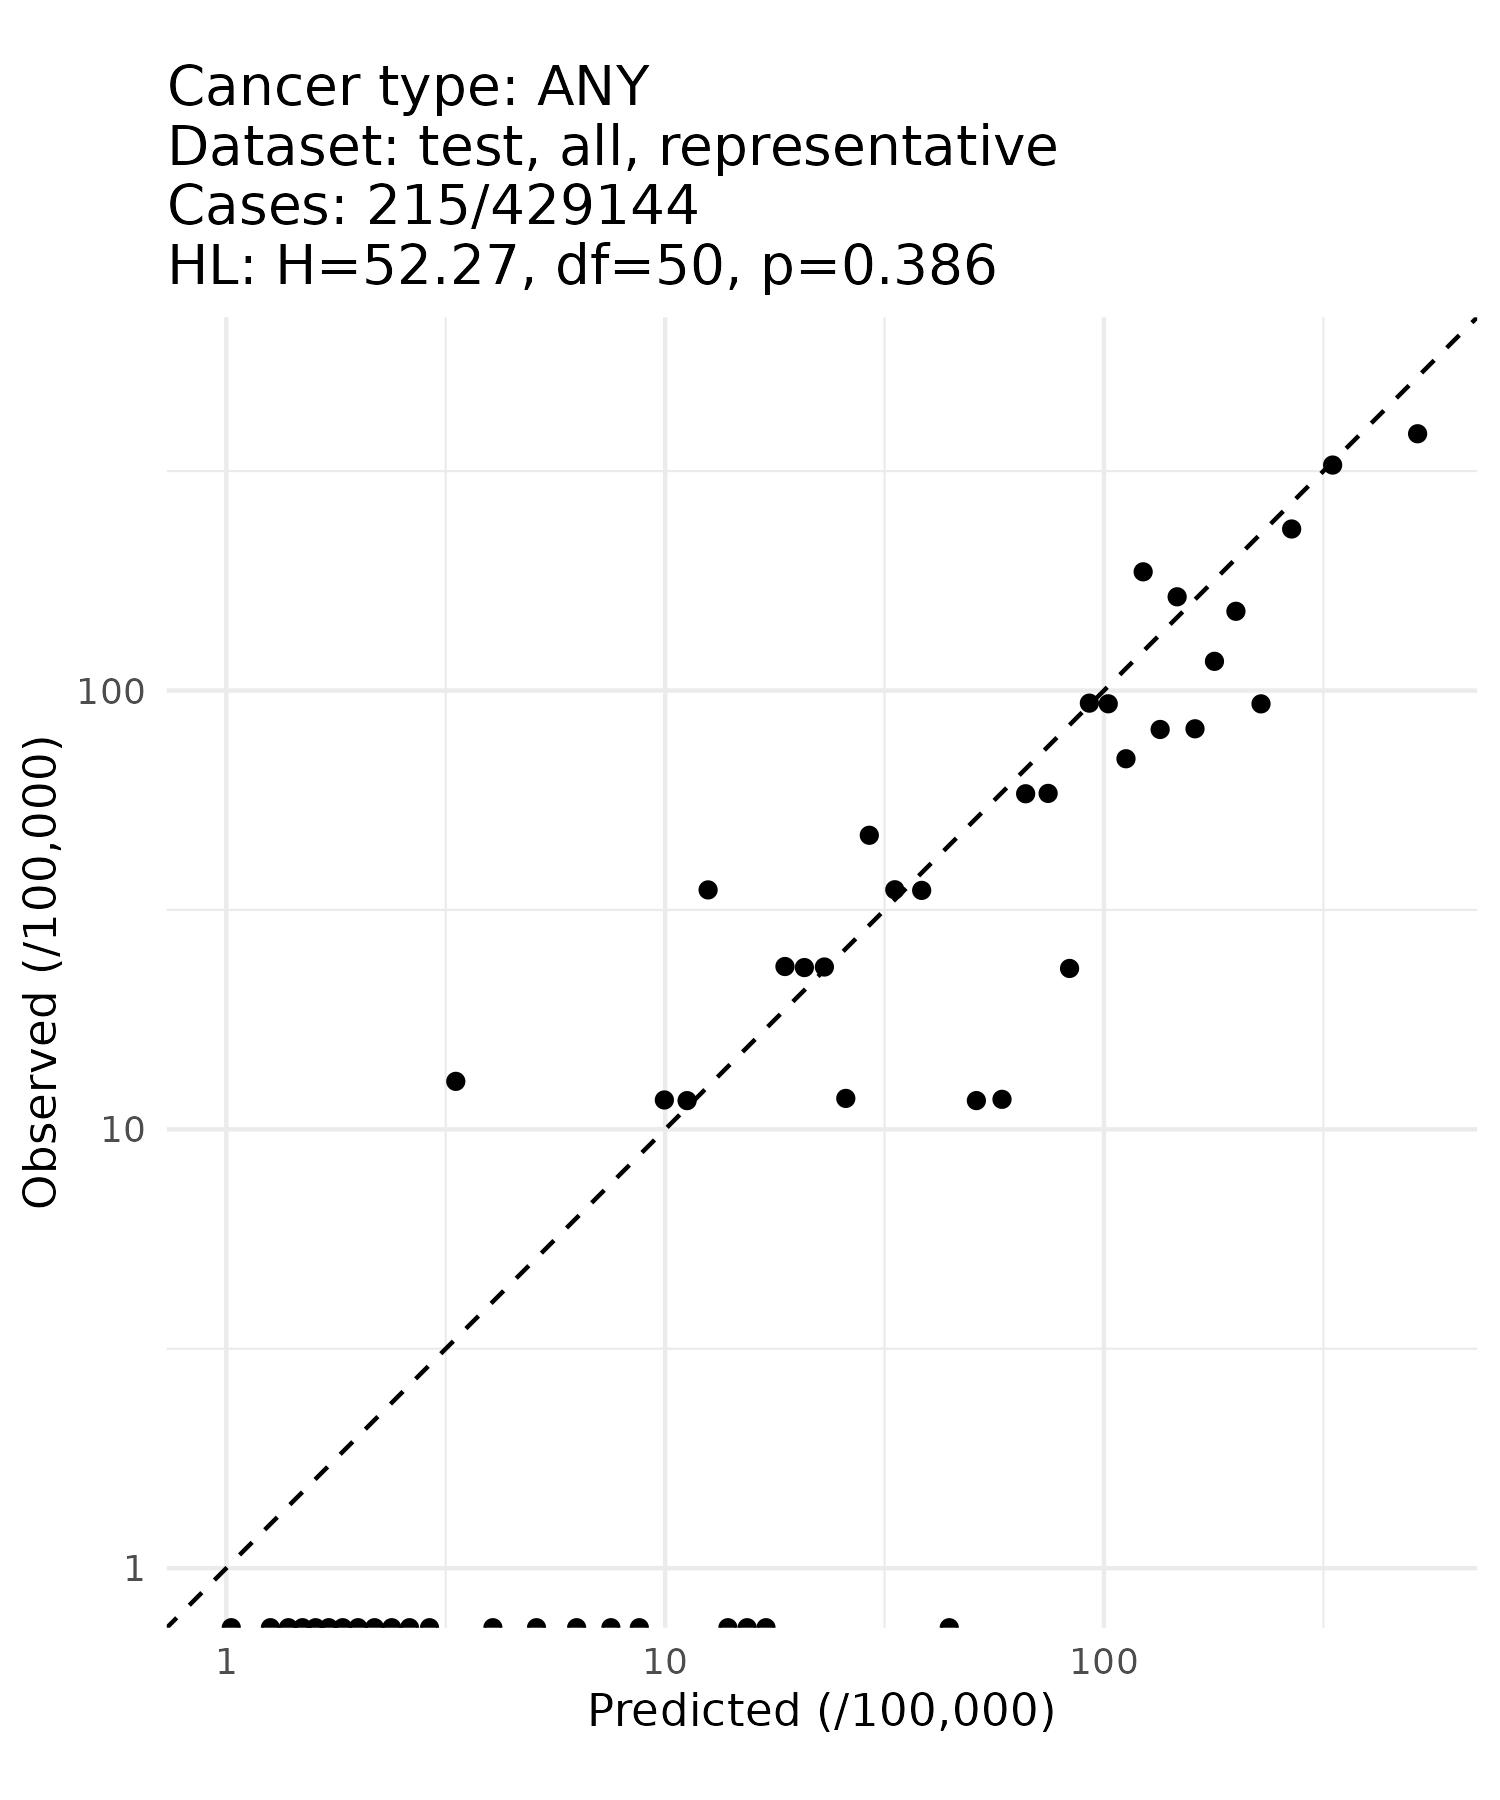 Cancer type: ANY
Dataset: test, all, representative
Cases: 215/429144
HL: H=52.27, df=50, p=0.386
Observed (/100,000)
100
10
1
1
10
100
Predicted (/100,000)